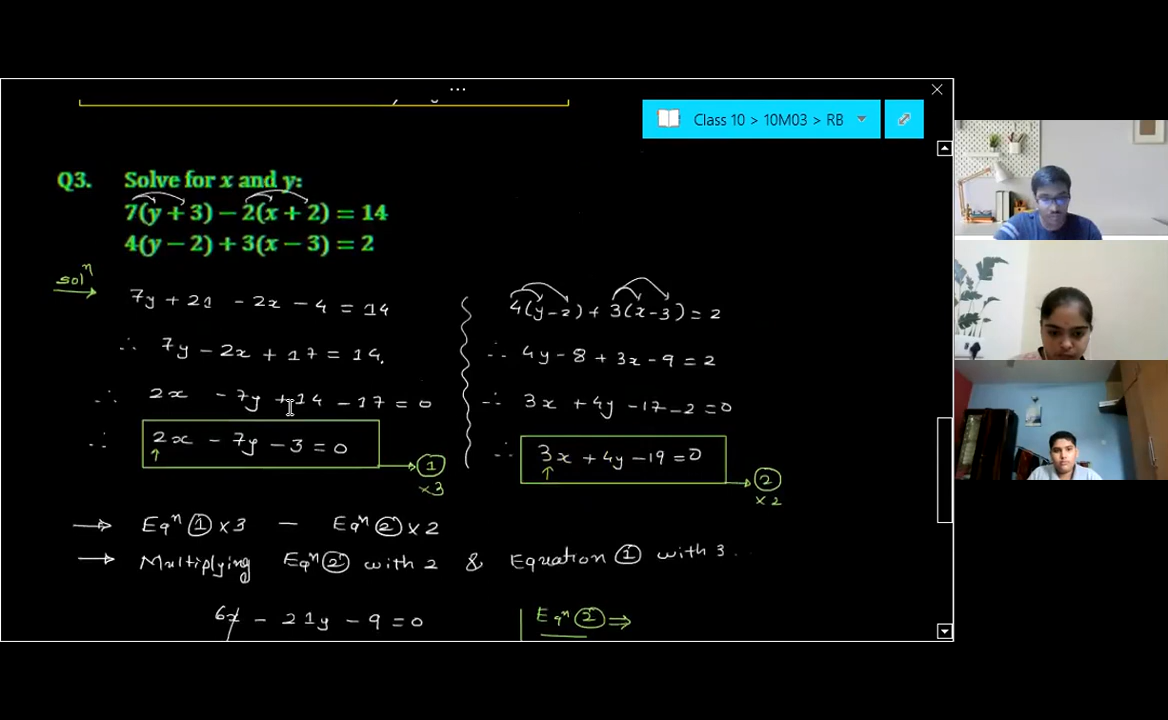 Class 10 > 10M03 > RB
Q3. Solve for x and y:
7(y + 3) − 2(x + 2) = 14
4(y − 2) + 3(x − 3) = 2
solⁿ
7y + 21 - 2x - 4 = 14
∴ 7y - 2x + 17 = 14.
∴ 2x - 7y + 14 - 17 = 0
∴ 2x - 7y - 3 = 0 → ①
×3
4(y-2) + 3(x-3) = 2
∴ 4y - 8 + 3x - 9 = 2
∴ 3x + 4y - 17 - 2 = 0
∴ 3x + 4y - 19 = 0 → ②
×2
→ Eqⁿ ① ×3 - Eqⁿ ② ×2
→ Multiplying Eqⁿ ② with 2 & Equation ① with 3.
6x - 21y - 9 = 0
Eqⁿ ② ⇒